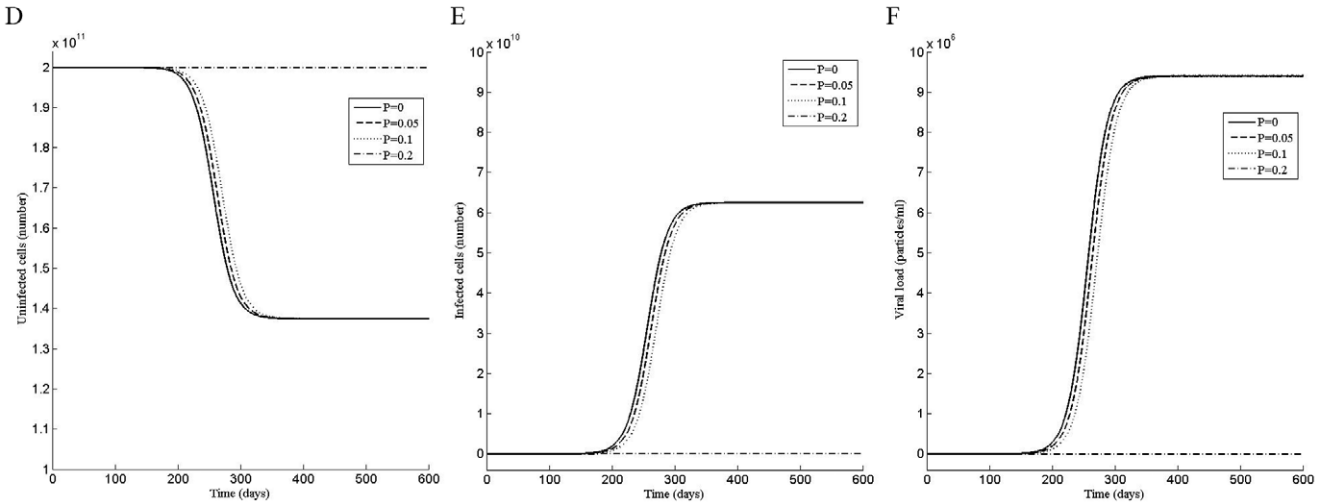 D
x 10^11
2
1.9
1.8
1.7
1.6
1.5
1.4
1.3
1.2
1.1
1
0
100
200
300
400
500
600
Uninfected cells (number)
Time (days)
P=0
P=0.05
P=0.1
P=0.2
E
x 10^10
10
9
8
7
6
5
4
3
2
1
0
0
100
200
300
400
500
600
Infected cells (number)
Time (days)
P=0
P=0.05
P=0.1
P=0.2
F
x 10^6
10
9
8
7
6
5
4
3
2
1
0
0
100
200
300
400
500
600
Viral load (particles/ml)
Time (days)
P=0
P=0.05
P=0.1
P=0.2